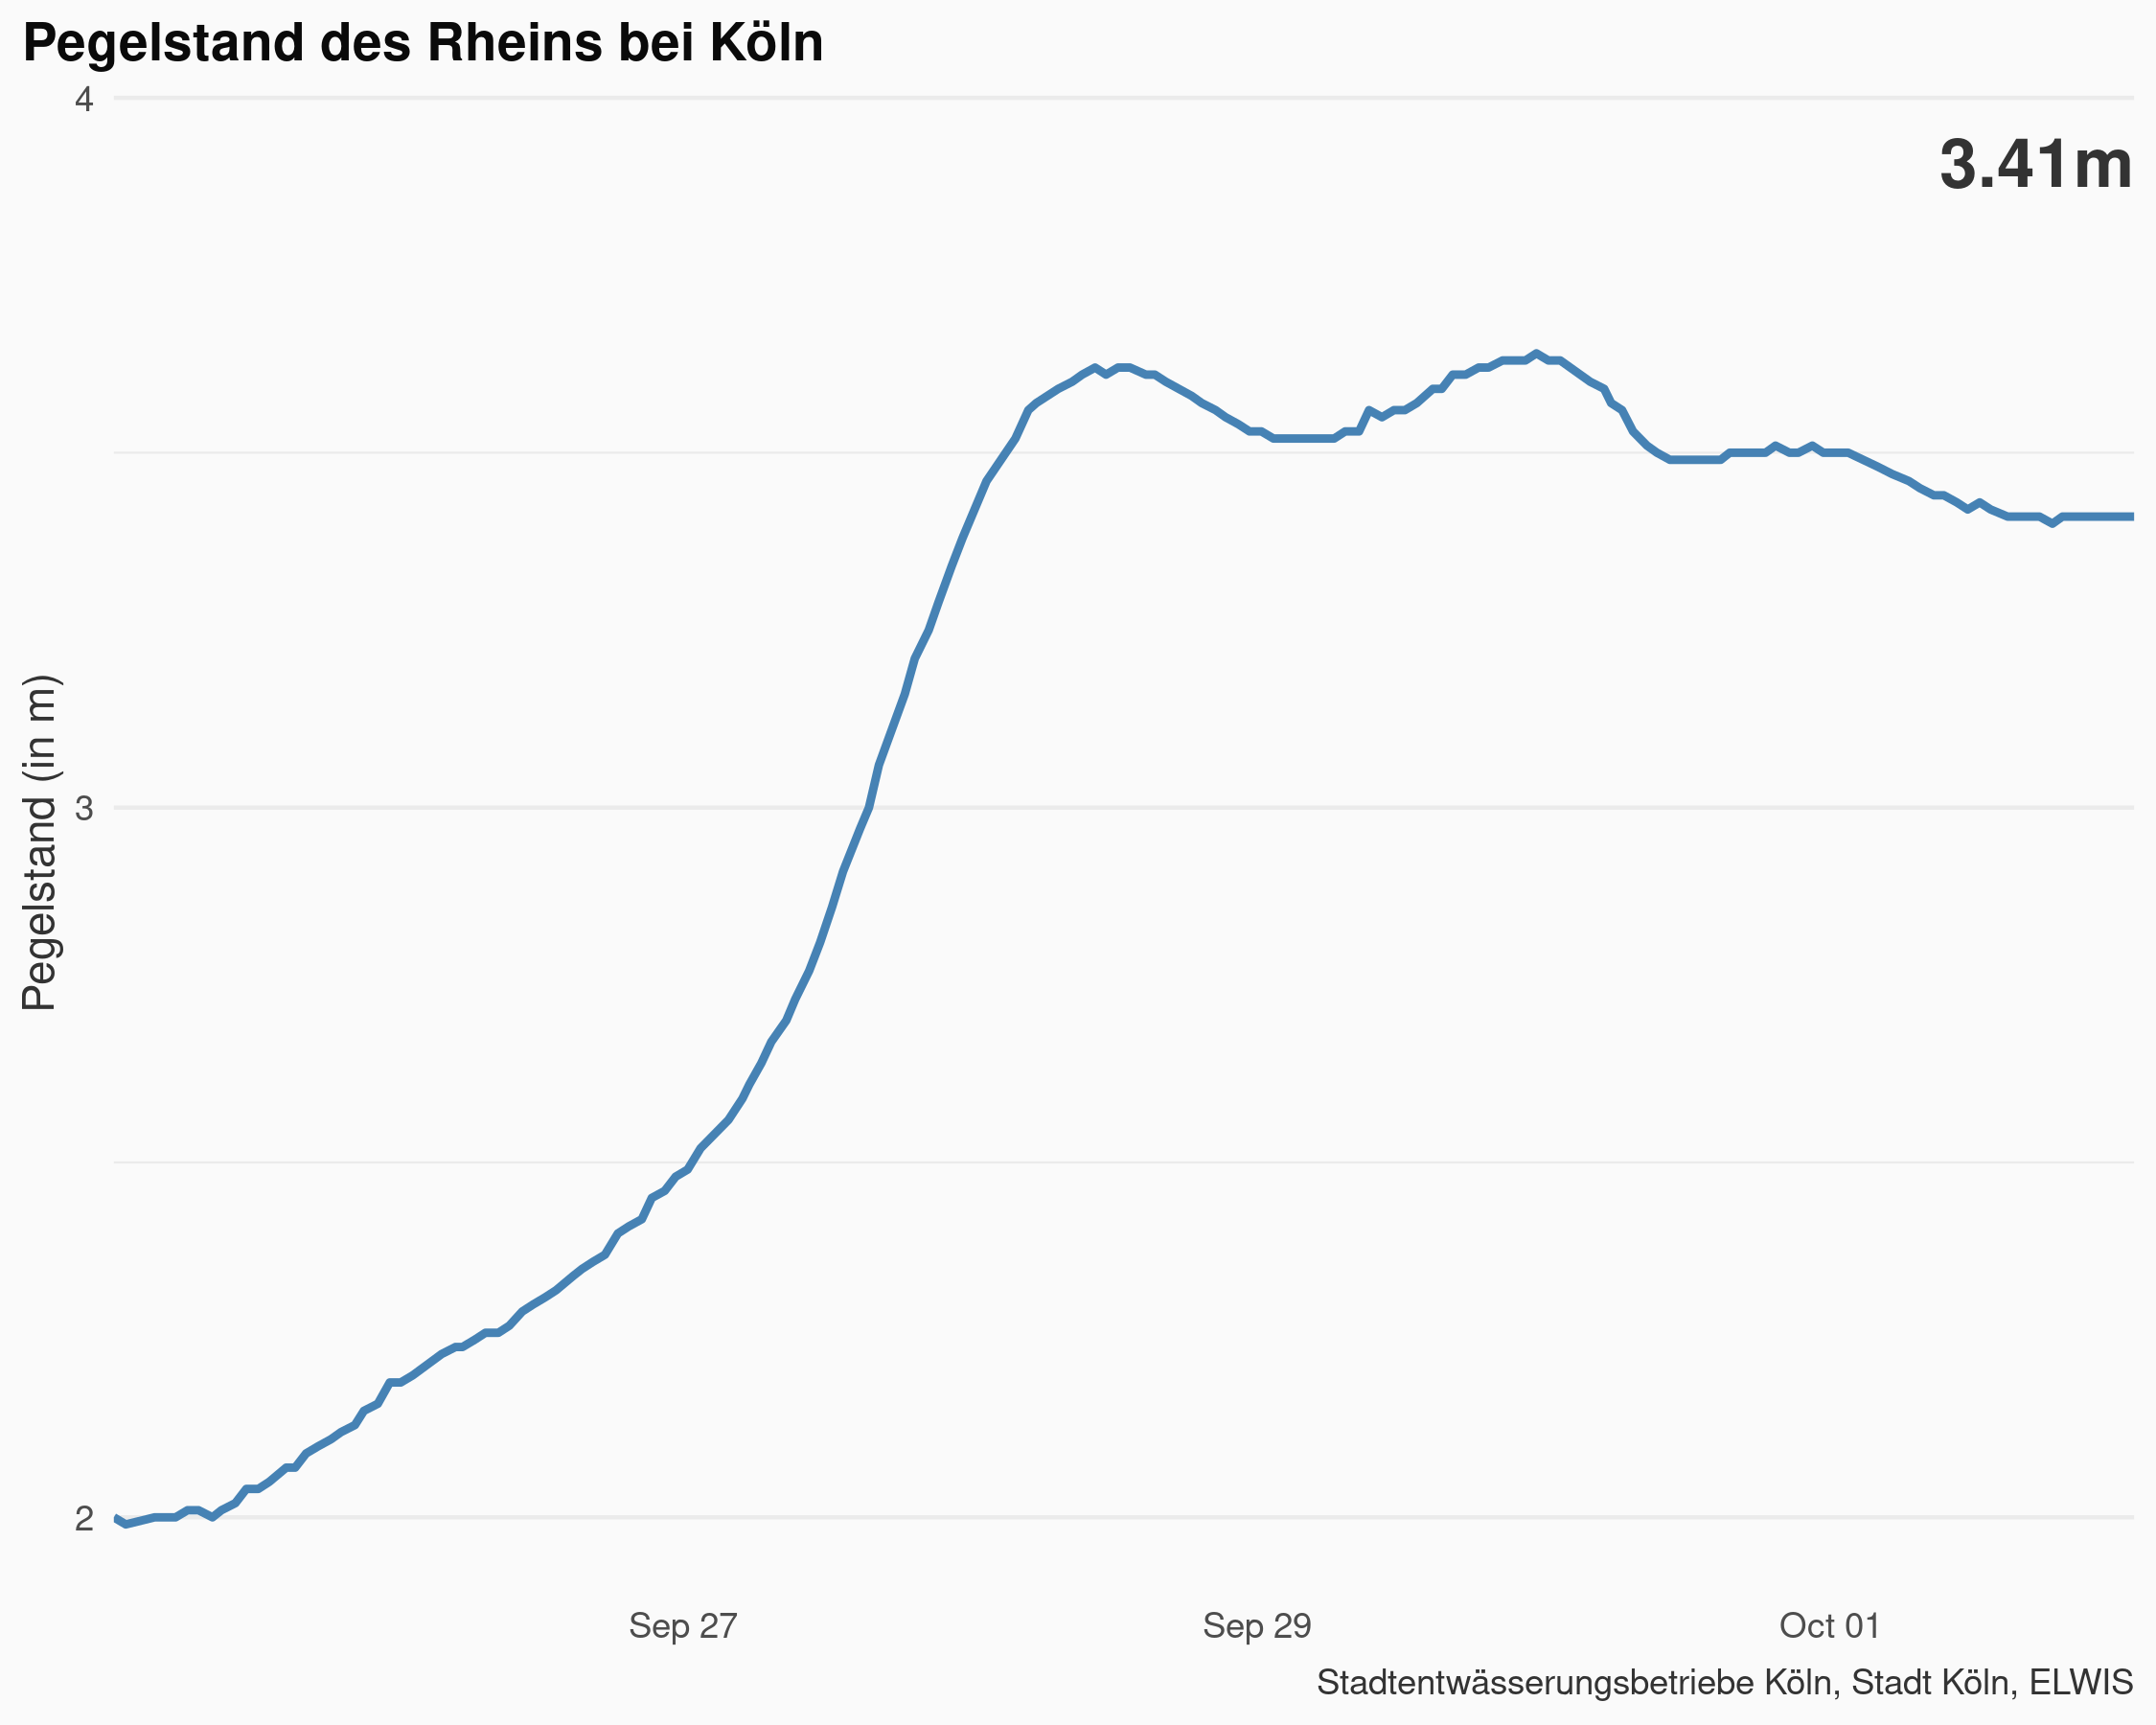 Pegelstand des Rheins bei Köln
4
3.41m
Pegelstand (in m)
3
2
Sep 27
Sep 29
Oct 01
Stadtentwässerungsbetriebe Köln, Stadt Köln, ELWIS